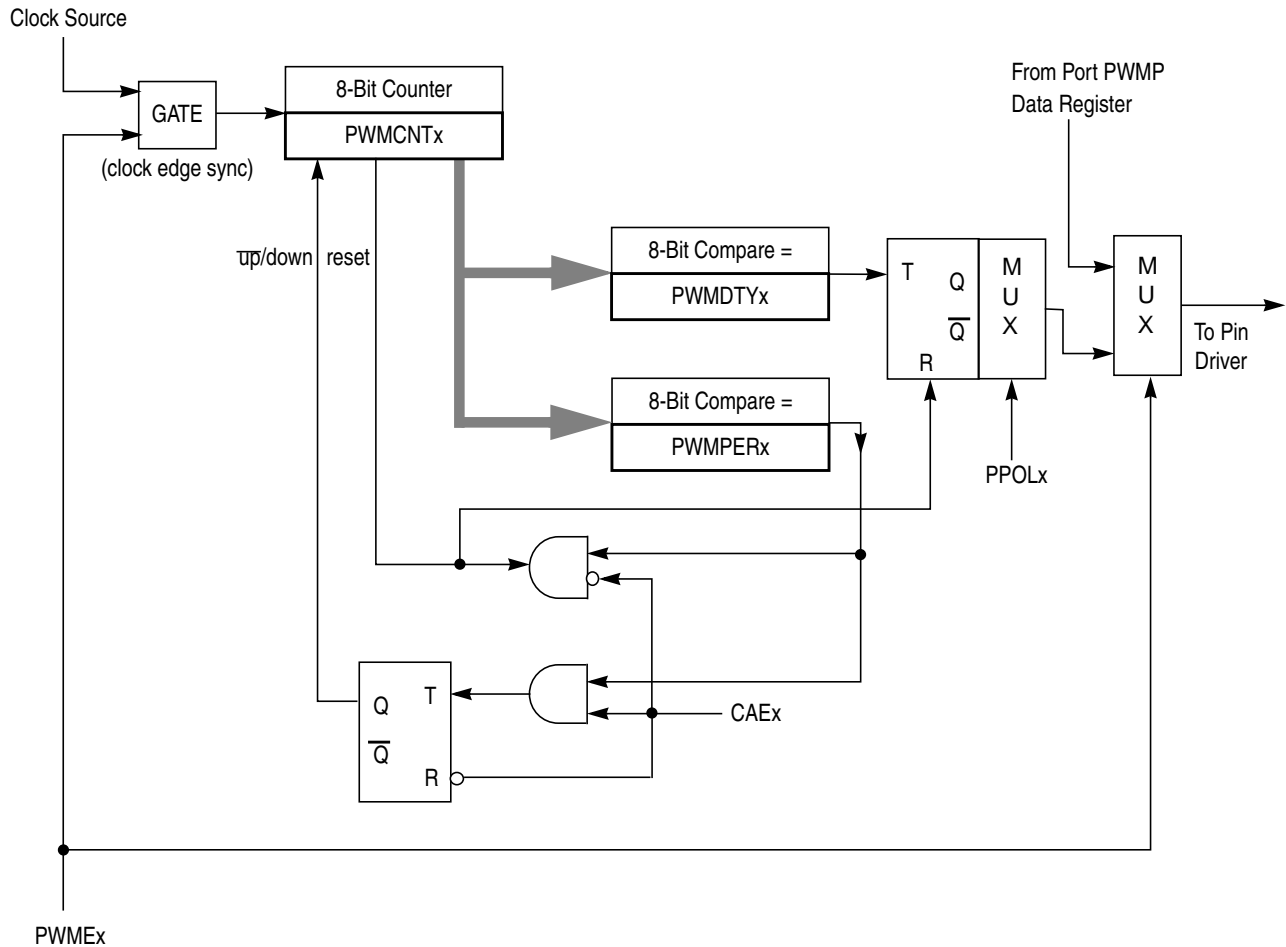 Clock Source
8-Bit Counter
PWMCNTx
GATE
(clock edge sync)
From Port PWMP
Data Register
u̅p̅/down
reset
8-Bit Compare =
PWMDTYx
T
Q
Q̅
R
M
U
X
M
U
X
To Pin
Driver
8-Bit Compare =
PWMPERx
PPOLx
Q
T
Q̅
R
CAEx
PWMEx